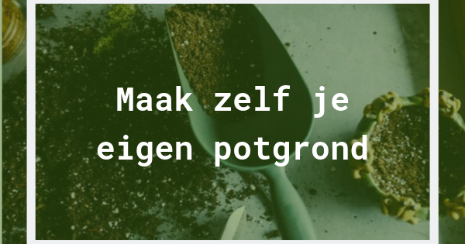 Maak zelf je
eigen potgrond